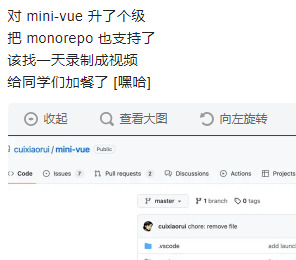 对 mini-vue 升了个级
把 monorepo 也支持了
该找一天录制成视频
给同学们加餐了 [嘿哈]
收起 查看大图 向左旋转
cuixiaorui / mini-vue Public
Code Issues 7 Pull requests 2 Discussions Actions Projects
master 1 branch 0 tags
cuixiaorui chore: remove file
.vscode add launc